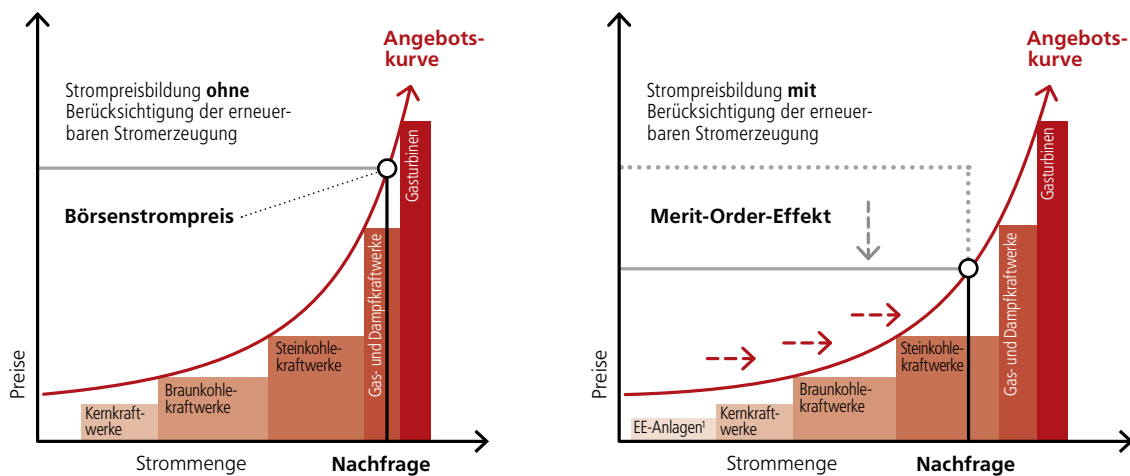 Angebots-
kurve
Strompreisbildung ohne
Berücksichtigung der erneuer-
baren Stromerzeugung
Börsenstrompreis
Gasturbinen
Gas- und Dampfkraftwerke
Steinkohle-
kraftwerke
Braunkohle-
kraftwerke
Kernkraft-
werke
Preise
Strommenge
Nachfrage
Angebots-
kurve
Strompreisbildung mit
Berücksichtigung der erneuer-
baren Stromerzeugung
Merit-Order-Effekt
Gasturbinen
Gas- und Dampfkraftwerke
Steinkohle-
kraftwerke
Braunkohle-
kraftwerke
Kernkraft-
werke
EE-Anlagen¹
Preise
Strommenge
Nachfrage